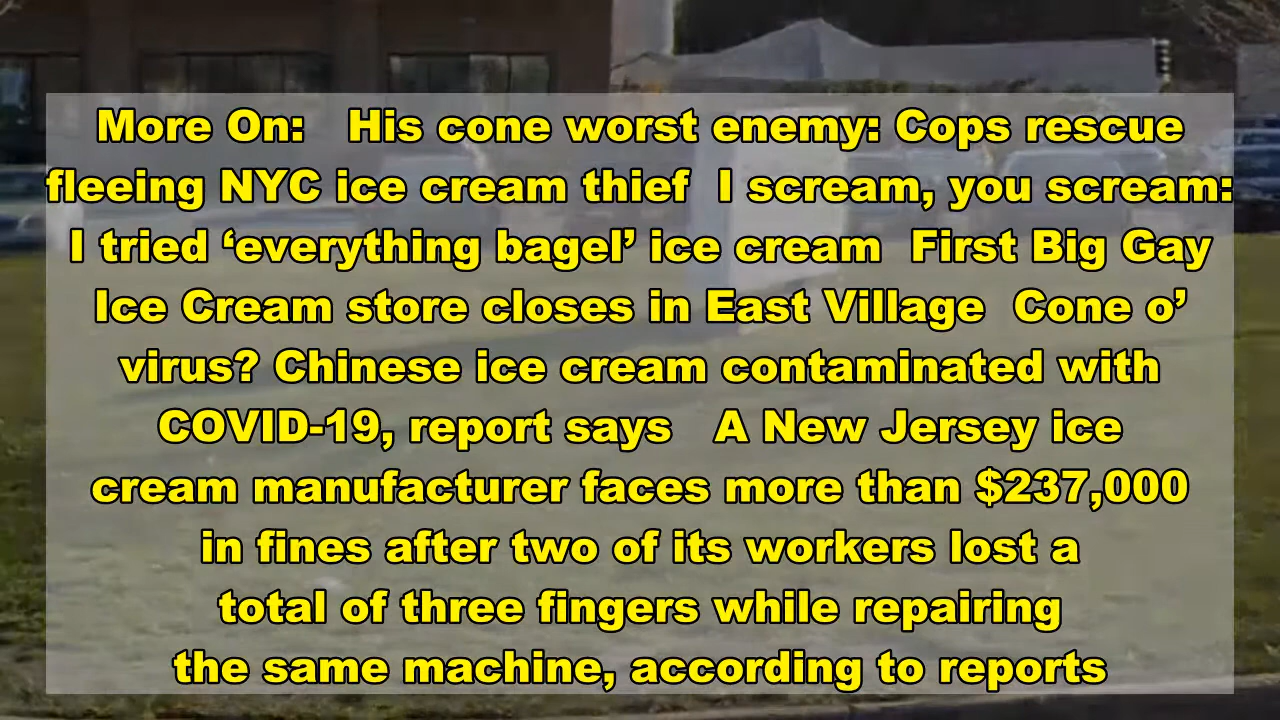 More On: His cone worst enemy: Cops rescue
fleeing NYC ice cream thief I scream, you scream:
I tried ‘everything bagel’ ice cream First Big Gay
Ice Cream store closes in East Village Cone o’
virus? Chinese ice cream contaminated with
COVID-19, report says A New Jersey ice
cream manufacturer faces more than $237,000
in fines after two of its workers lost a
total of three fingers while repairing
the same machine, according to reports